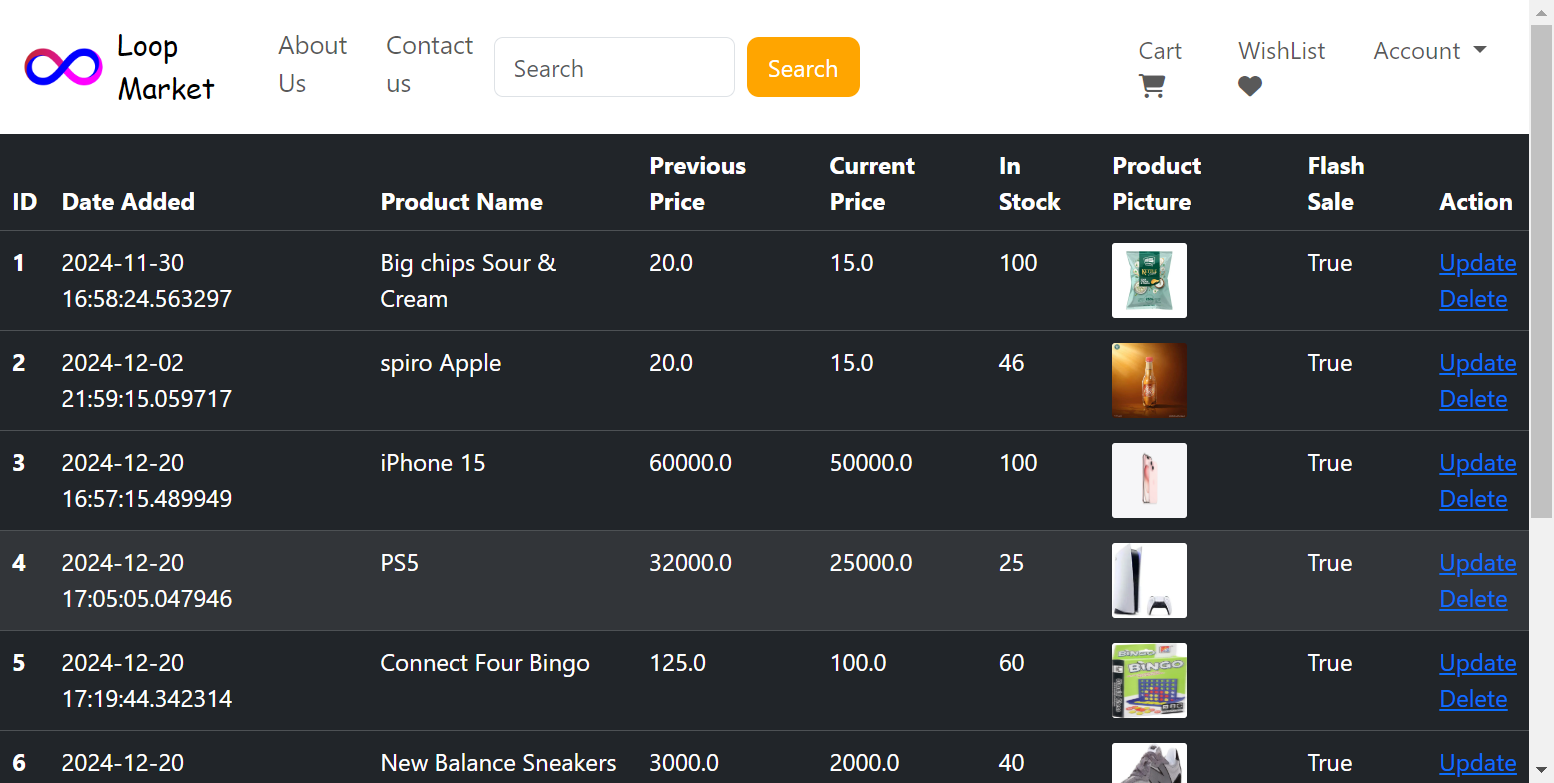 Loop Market
About Us
Contact us
Search
Search
Cart
WishList
Account
ID Date Added Product Name Previous Price Current Price In Stock Product Picture Flash Sale Action
1 2024-11-30 16:58:24.563297 Big chips Sour & Cream 20.0 15.0 100 True Update Delete
2 2024-12-02 21:59:15.059717 spiro Apple 20.0 15.0 46 True Update Delete
3 2024-12-20 16:57:15.489949 iPhone 15 60000.0 50000.0 100 True Update Delete
4 2024-12-20 17:05:05.047946 PS5 32000.0 25000.0 25 True Update Delete
5 2024-12-20 17:19:44.342314 Connect Four Bingo 125.0 100.0 60 BINGO BINGO True Update Delete
6 2024-12-20 New Balance Sneakers 3000.0 2000.0 40 True Update